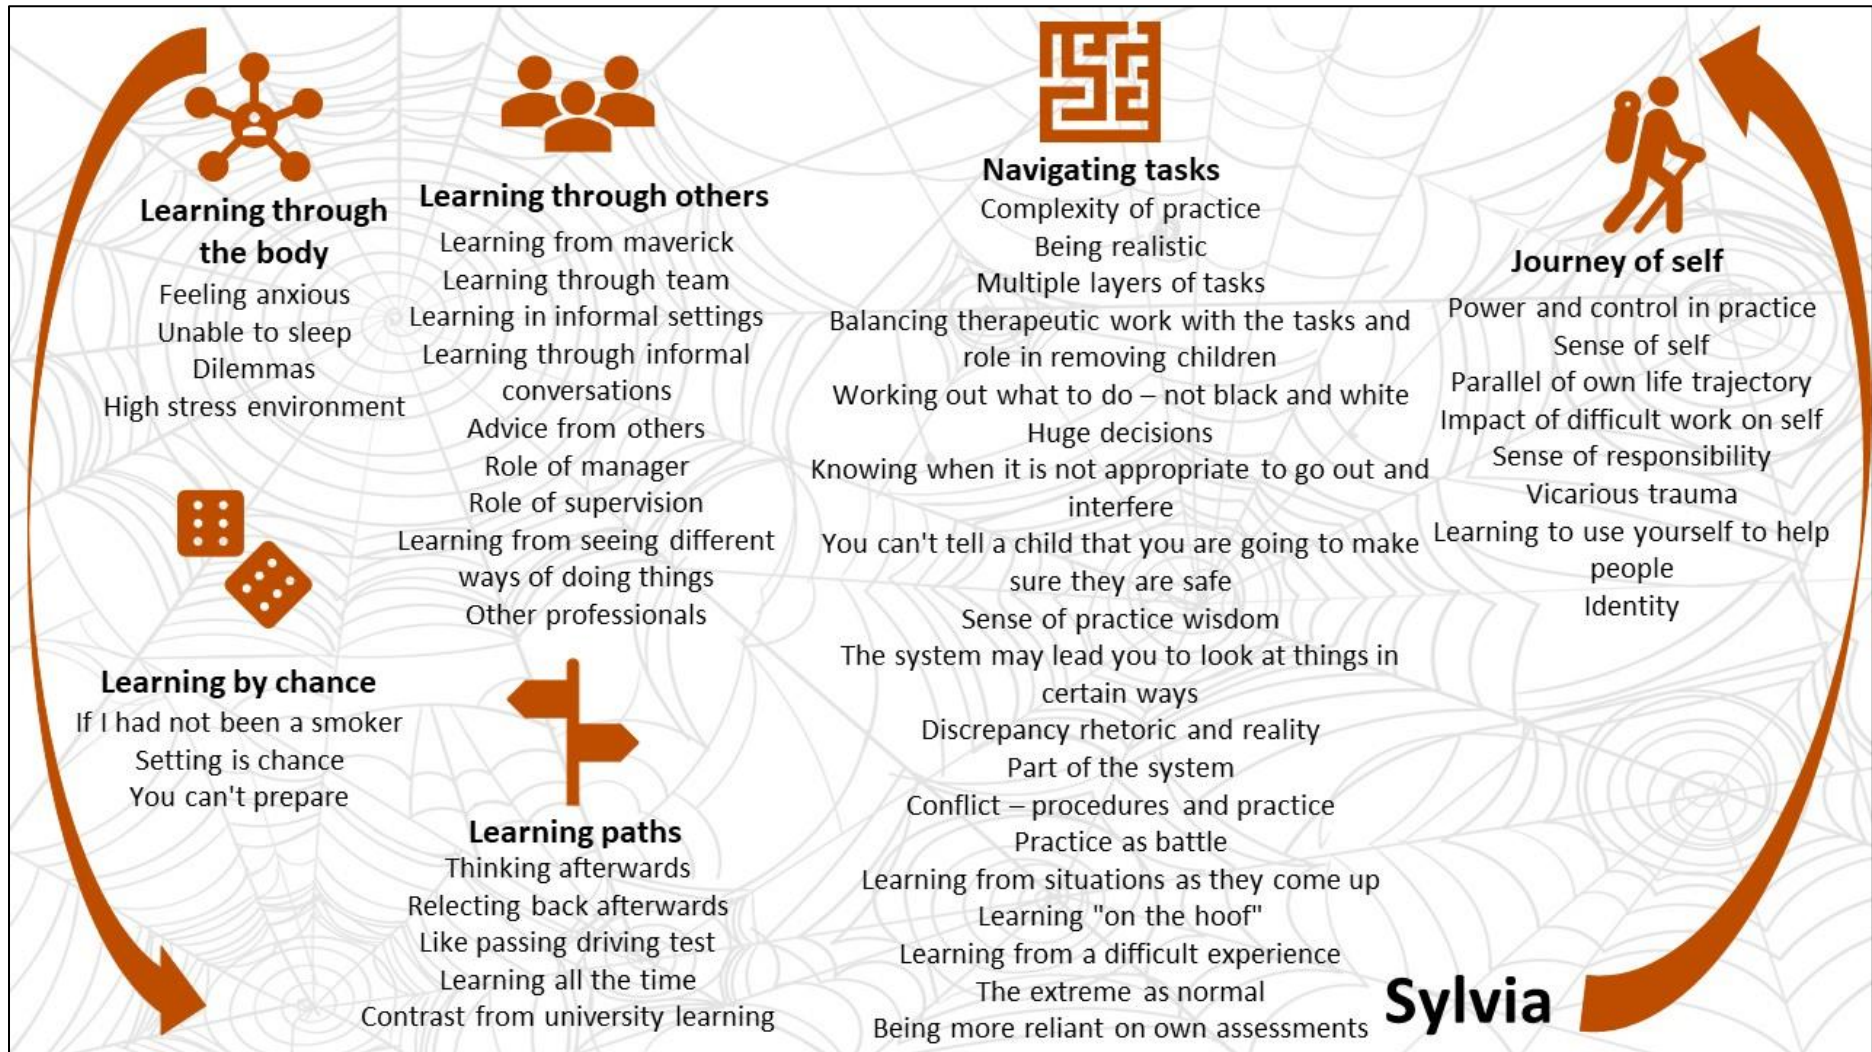 Learning through
the body
Feeling anxious
Unable to sleep
Dilemmas
High stress environment
Learning by chance
If I had not been a smoker
Setting is chance
You can't prepare
Learning through others
Learning from maverick
Learning through team
Learning in informal settings
Learning through informal
conversations
Advice from others
Role of manager
Role of supervision
Learning from seeing different
ways of doing things
Other professionals
Learning paths
Thinking afterwards
Relecting back afterwards
Like passing driving test
Learning all the time
Contrast from university learning
Navigating tasks
Complexity of practice
Being realistic
Multiple layers of tasks
Balancing therapeutic work with the tasks and
role in removing children
Working out what to do – not black and white
Huge decisions
Knowing when it is not appropriate to go out and
interfere
You can't tell a child that you are going to make
sure they are safe
Sense of practice wisdom
The system may lead you to look at things in
certain ways
Discrepancy rhetoric and reality
Part of the system
Conflict – procedures and practice
Practice as battle
Learning from situations as they come up
Learning "on the hoof"
Learning from a difficult experience
The extreme as normal
Being more reliant on own assessments
Journey of self
Power and control in practice
Sense of self
Parallel of own life trajectory
Impact of difficult work on self
Sense of responsibility
Vicarious trauma
Learning to use yourself to help
people
Identity
Sylvia